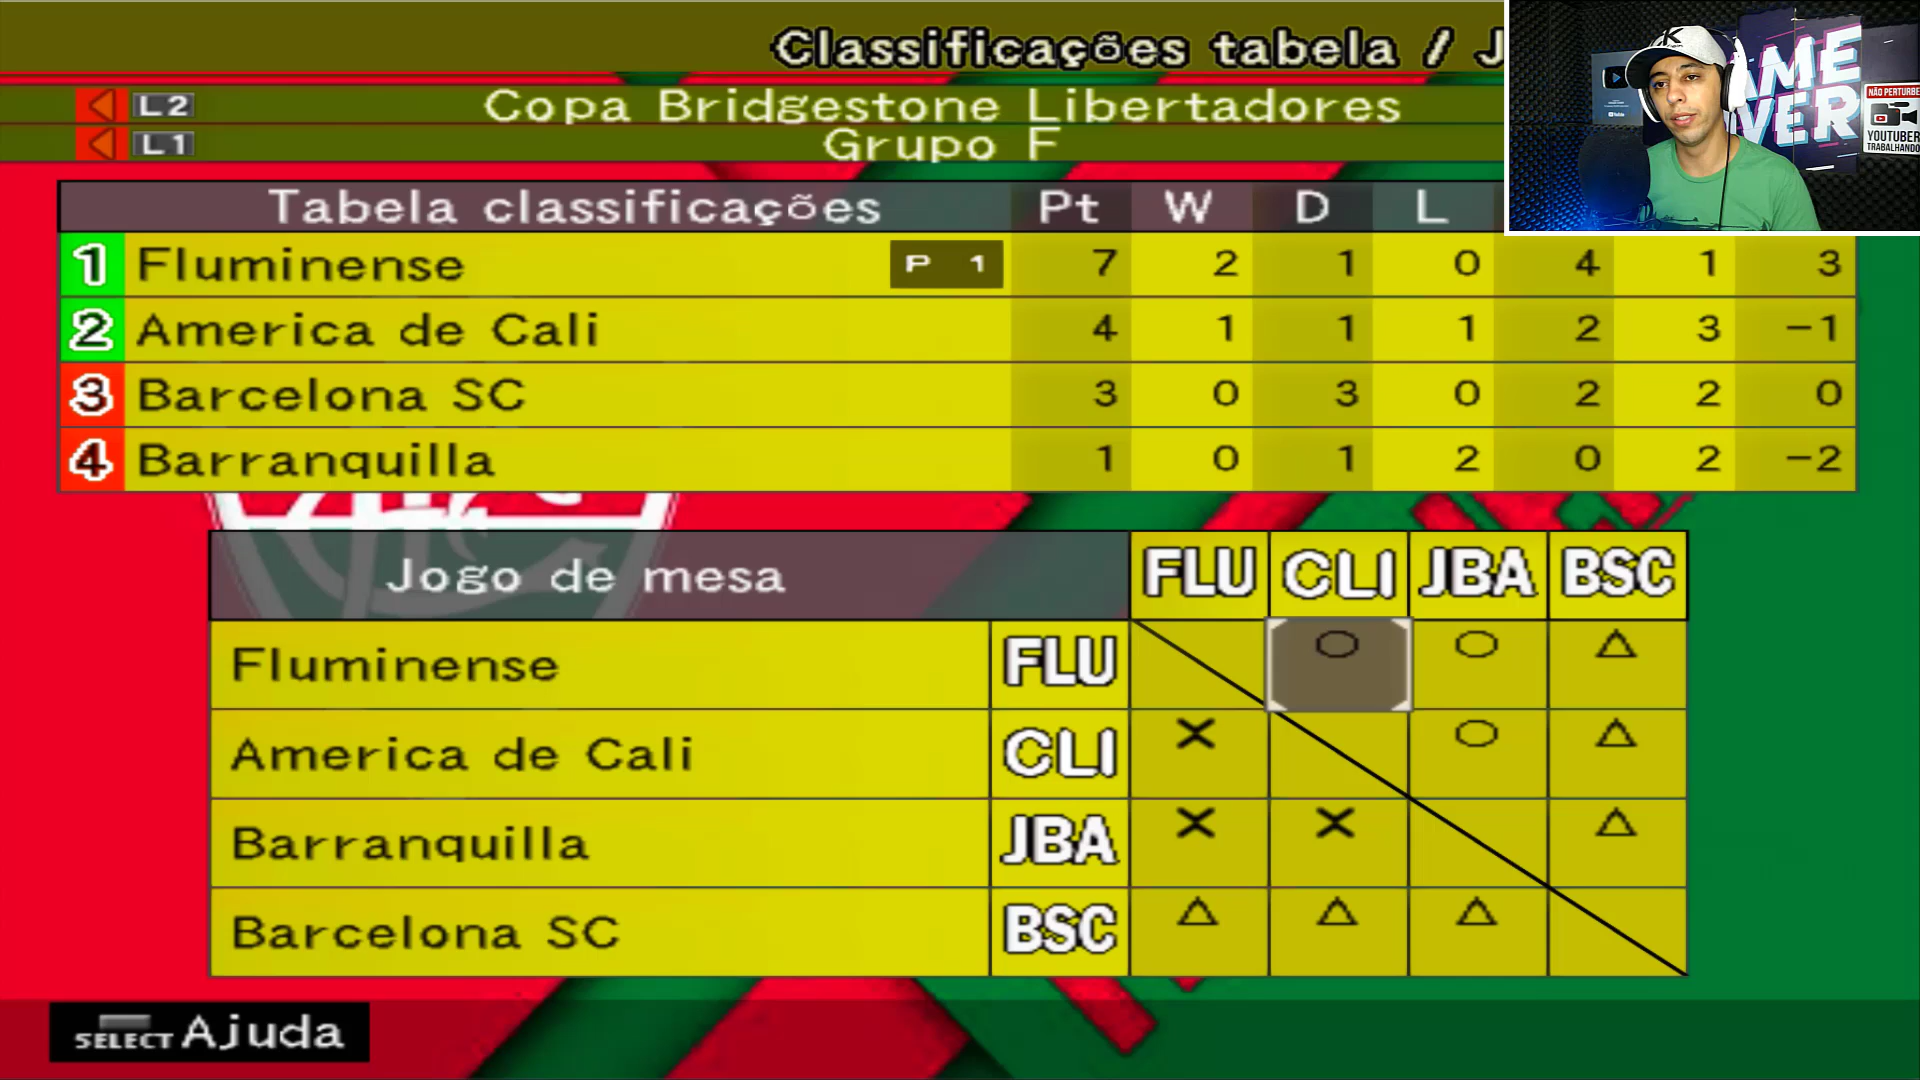 Classificações tabela / J
L2 Copa Bridgestone Libertadores
L1 Grupo F
Tabela classificações Pt W D L
1 Fluminense P 1 7 2 1 0 4 1 3
2 America de Cali 4 1 1 1 2 3 -1
3 Barcelona SC 3 0 3 0 2 2 0
4 Barranquilla 1 0 1 2 0 2 -2
Jogo de mesa FLU CLI JBA BSC
Fluminense FLU ○ ○ △
America de Cali CLI ✕ ○ △
Barranquilla JBA ✕ ✕ △
Barcelona SC BSC △ △ △
SELECT Ajuda
AME
VER
NÃO PERTURBE
YOUTUBER
TRABALHANDO